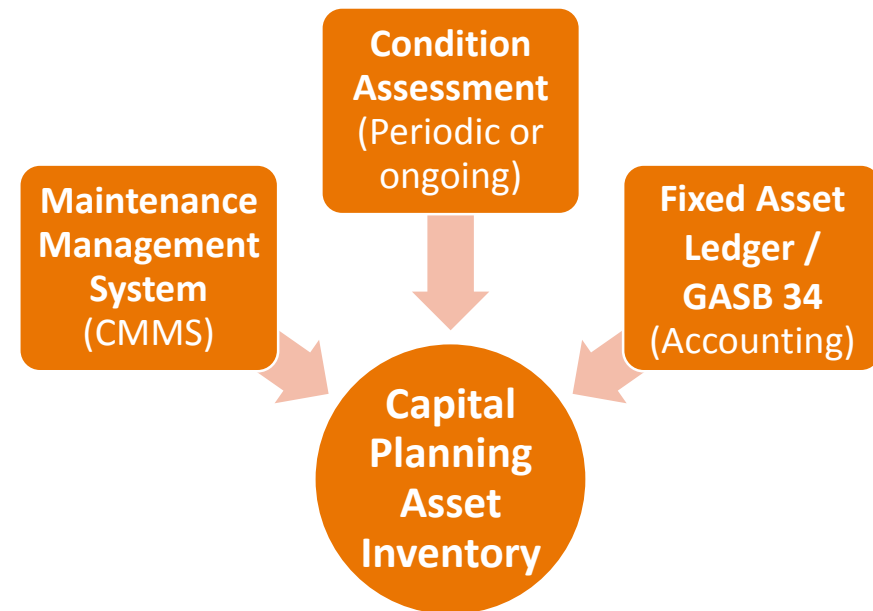 Condition
Assessment
(Periodic or
ongoing)
Maintenance
Management
System
(CMMS)
Fixed Asset
Ledger /
GASB 34
(Accounting)
Capital
Planning
Asset
Inventory